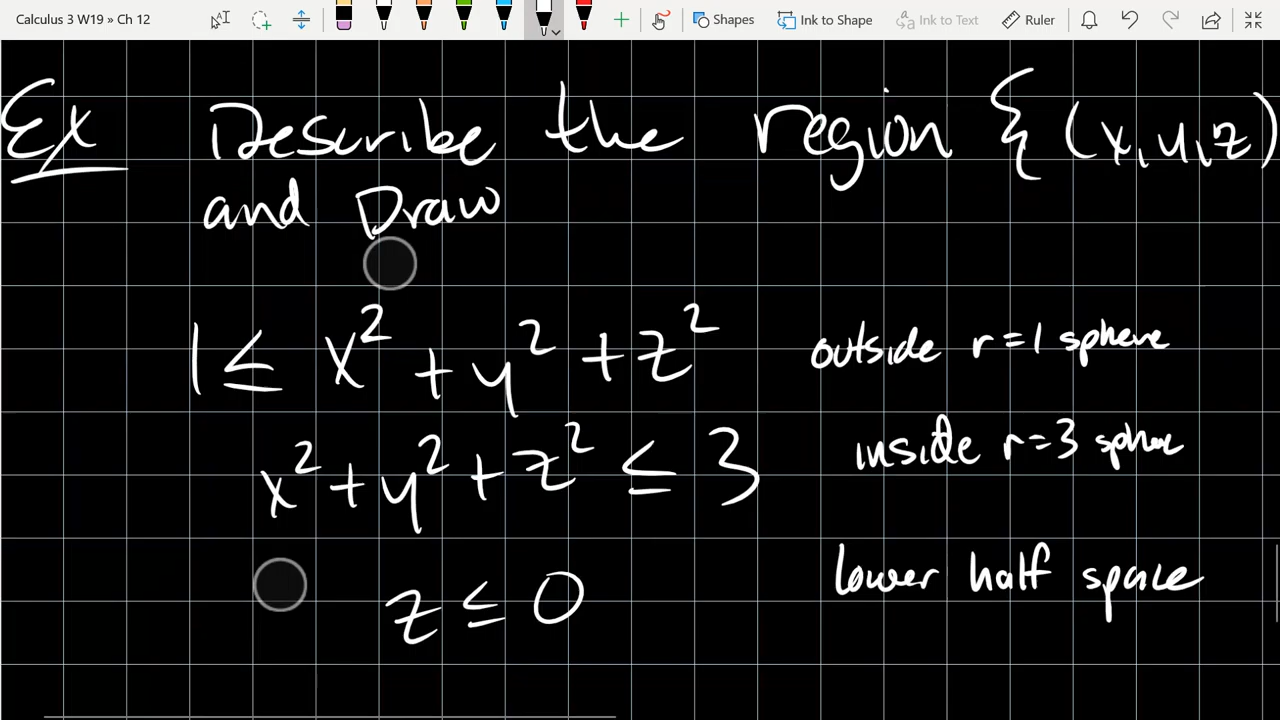 Calculus 3 W19 » Ch 12
Shapes
Ink to Shape
Ink to Text
Ruler
Ex Describe the region { (x,y,z)
and Draw
1 ≤ x² + y² + z² outside r=1 sphere
x² + y² + z² ≤ 3 inside r=3 sphere
z ≤ 0 lower half space